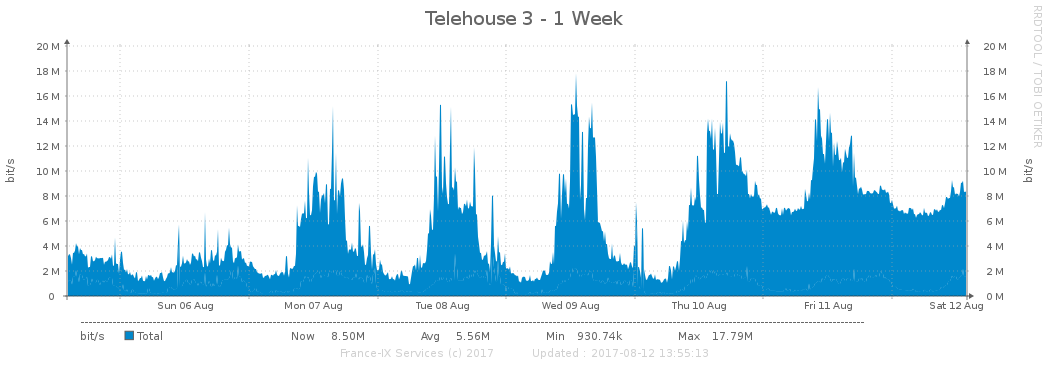 Telehouse 3 - 1 Week
RRDTOOL / TOBI OETIKER
20 M 20 M
18 M 18 M
16 M 16 M
14 M 14 M
12 M 12 M
10 M 10 M
8 M 8 M
6 M 6 M
4 M 4 M
2 M 2 M
0 0 M
bit/s bit/s
Sun 06 Aug Mon 07 Aug Tue 08 Aug Wed 09 Aug Thu 10 Aug Fri 11 Aug Sat 12 Aug
bit/s Total Now 8.50M Avg 5.56M Min 930.74k Max 17.79M
France-IX Services (c) 2017 Updated : 2017-08-12 13:55:13